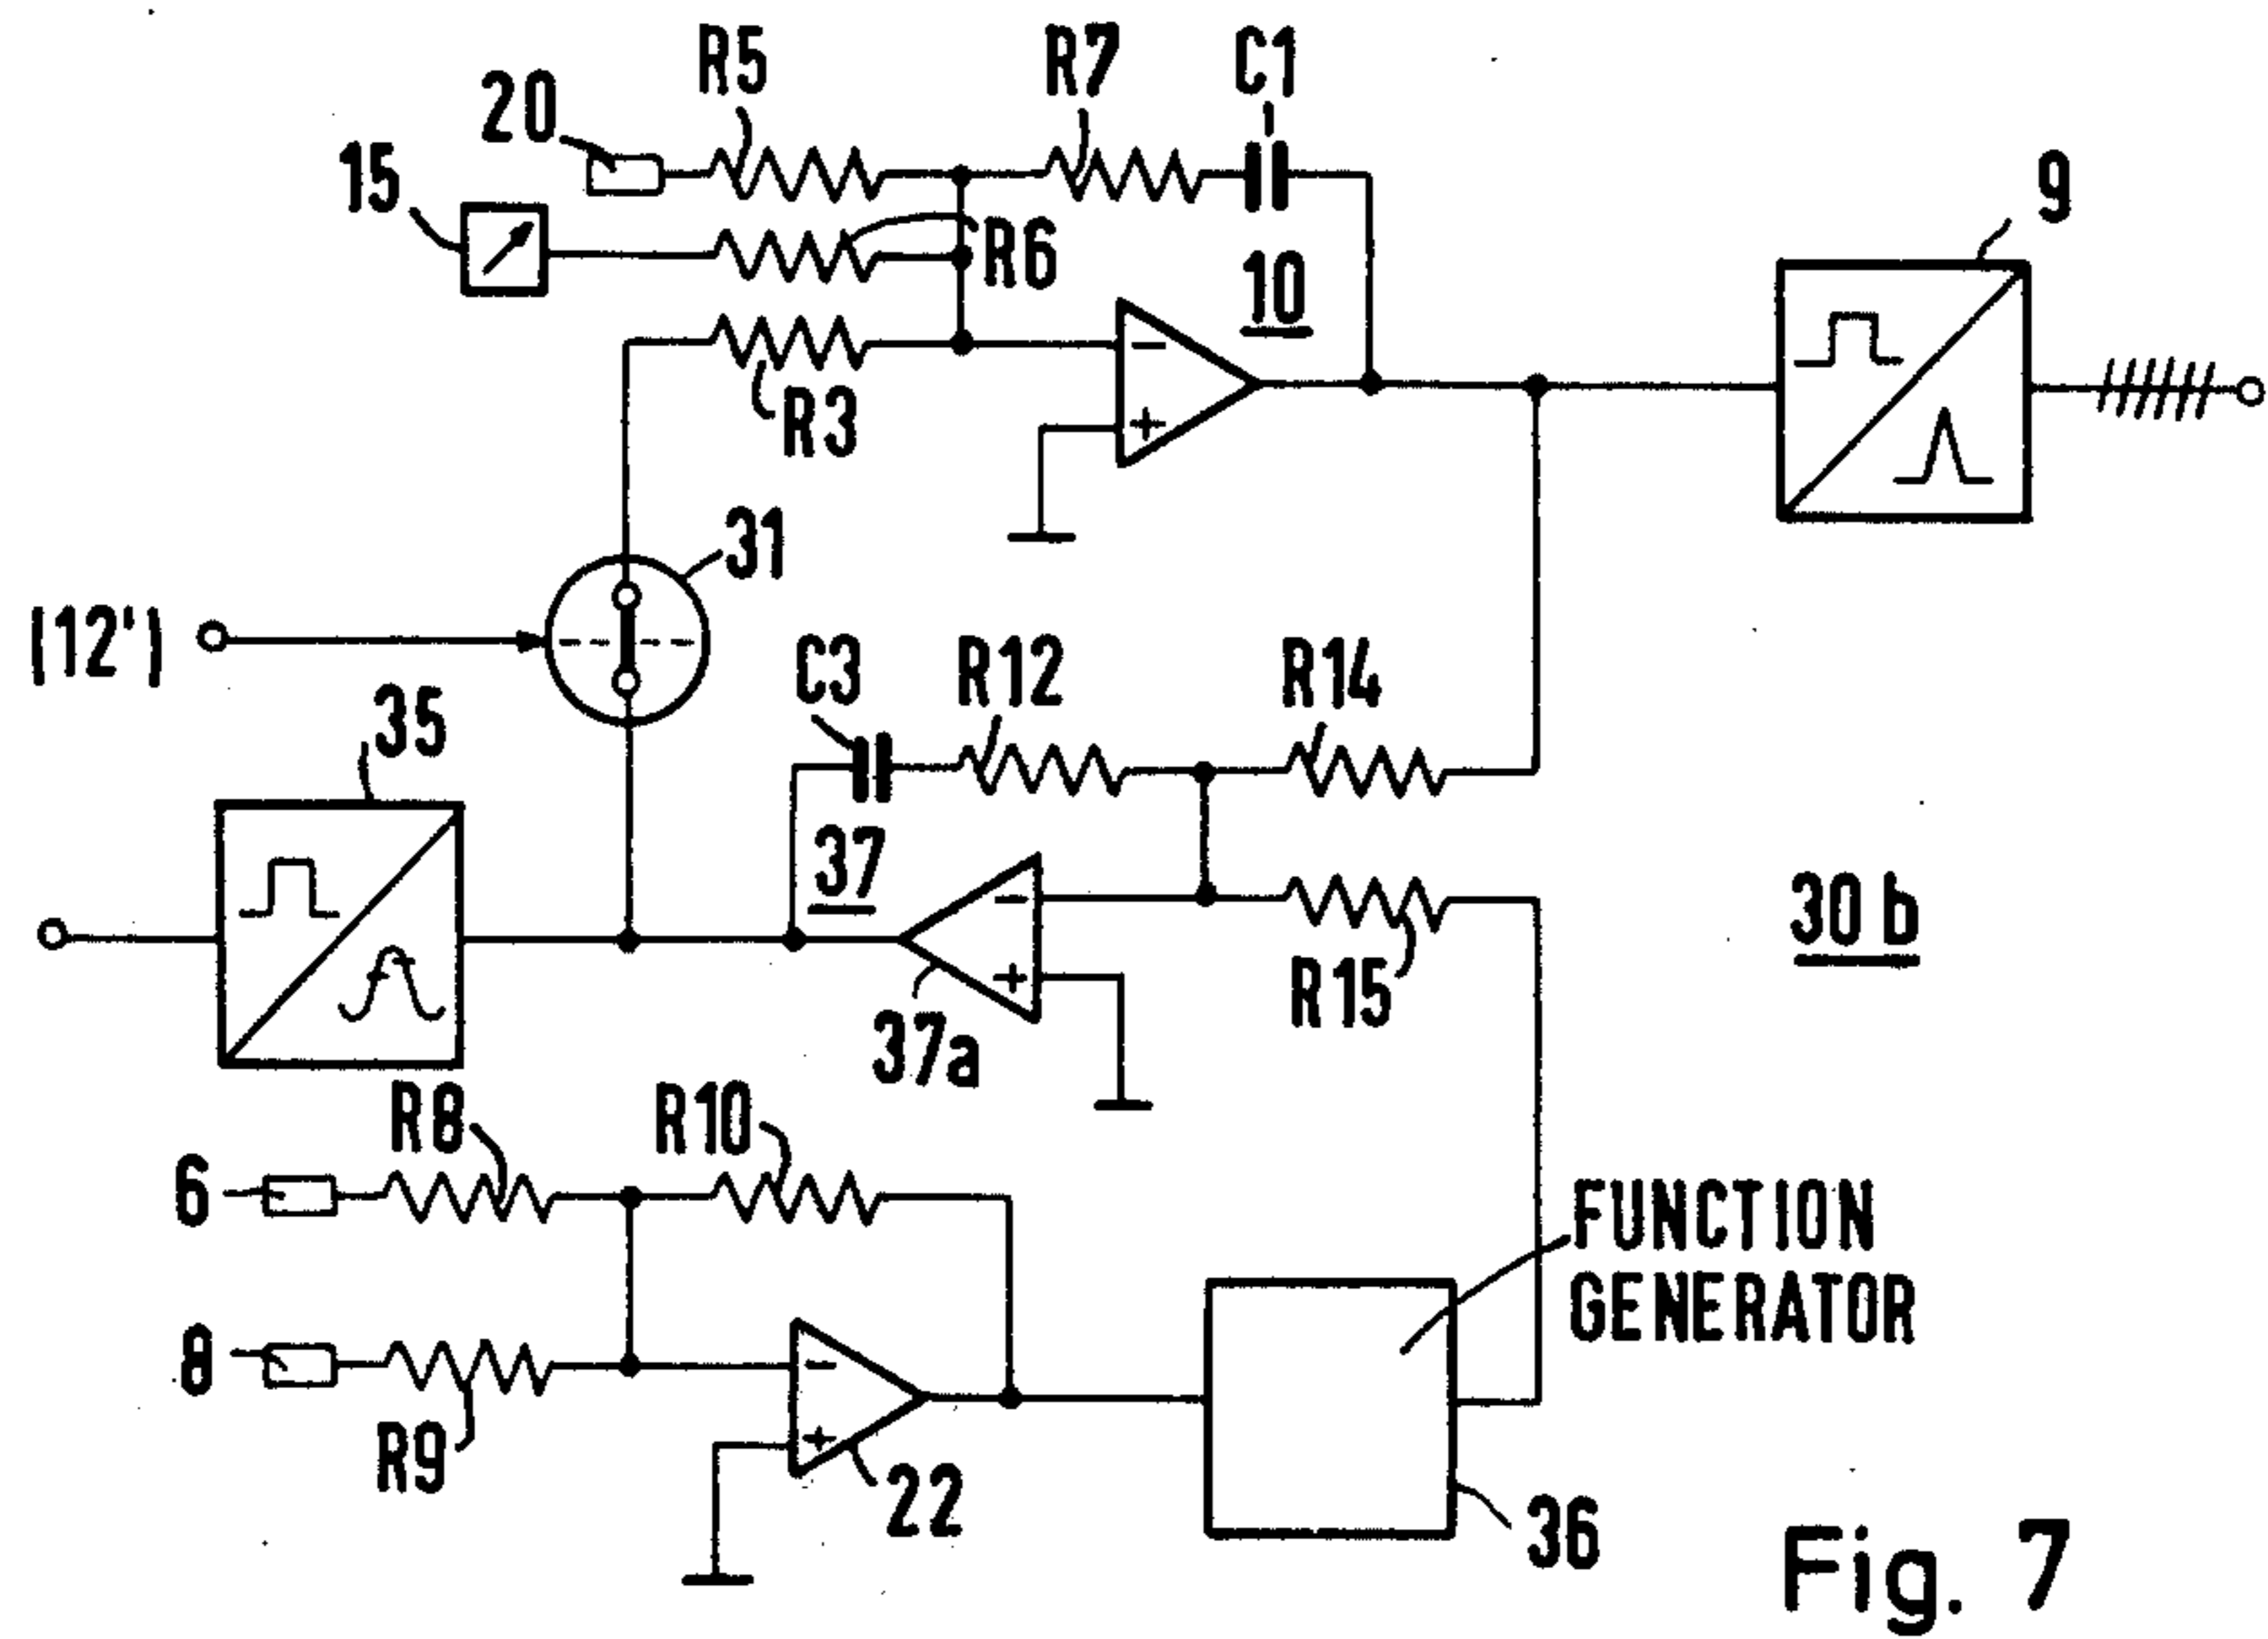 R5
R7
C1
20
15
9
R6
10
R3
31
(12')
C3
R12
R14
35
37
30b
R15
37a
R8
R10
6
FUNCTION
GENERATOR
8
R9
22
36
Fig. 7